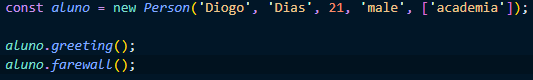 const aluno = new Person('Diogo', 'Dias', 21, 'male', ['academia']);
aluno.greeting();
aluno.farewall();